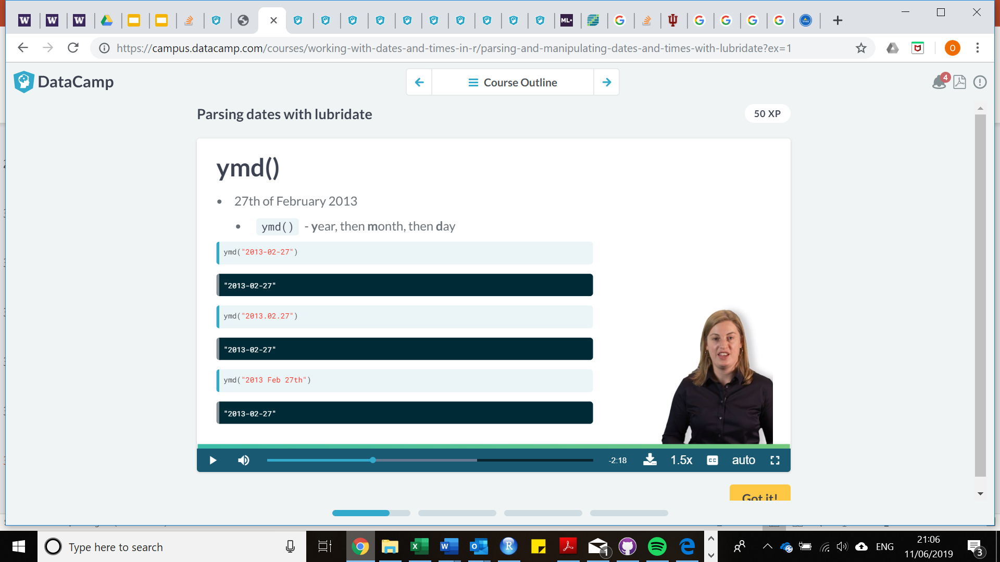 W
W
W
ML+
https://campus.datacamp.com/courses/working-with-dates-and-times-in-r/parsing-and-manipulating-dates-and-times-with-lubridate?ex=1
O
DataCamp
Course Outline
4
Parsing dates with lubridate
50 XP
ymd()
• 27th of February 2013
• ymd() - year, then month, then day
ymd("2013-02-27")
"2013-02-27"
ymd("2013.02.27")
"2013-02-27"
ymd("2013 Feb 27th")
"2013-02-27"
-2:18
1.5x
CC
auto
Got it!
Type here to search
1
ENG
21:06
11/06/2019
3